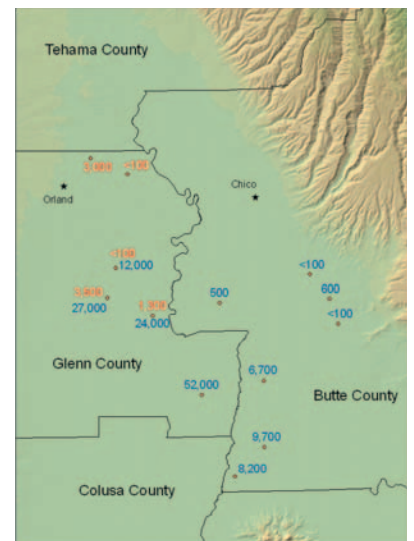 Tehama County
Orland
Chico
12,000
<100
27,000
600
500
24,000
<100
Glenn County
6,700
52,000
Butte County
9,700
8,200
Colusa County